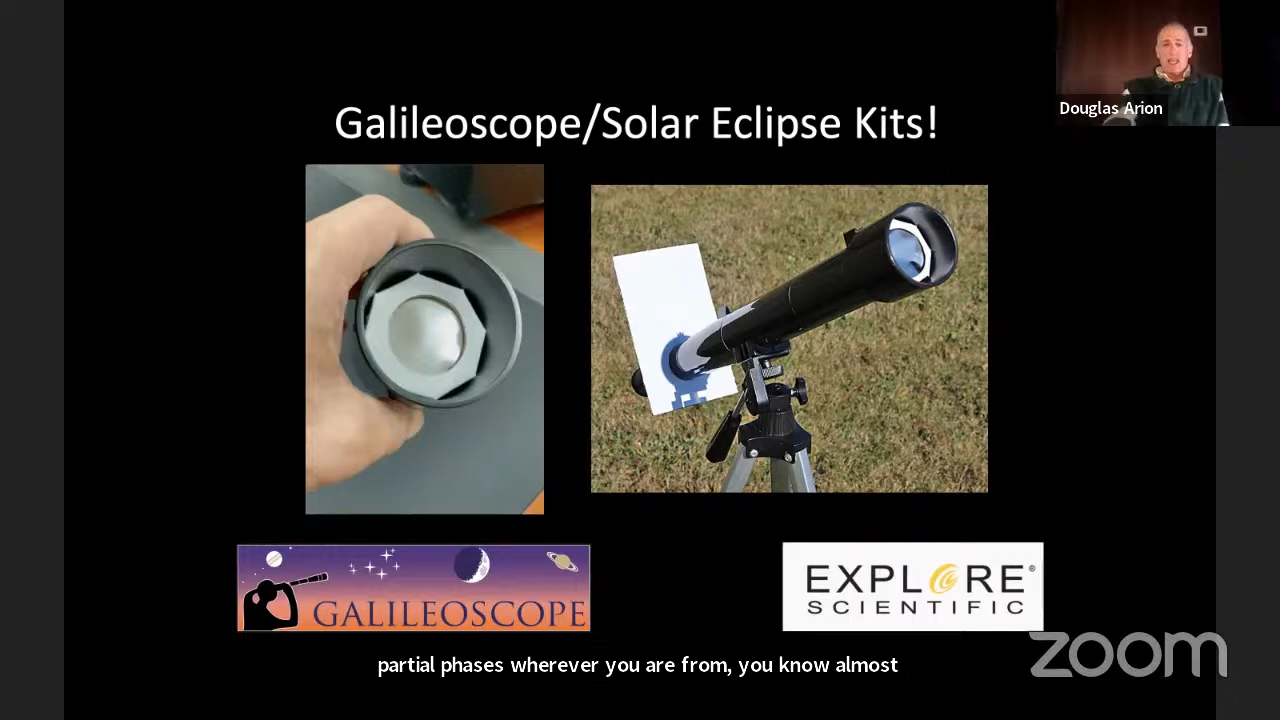 Douglas Arion
Galileoscope/Solar Eclipse Kits!
GALILEOSCOPE
EXPLORE®
SCIENTIFIC
partial phases wherever you are from, you know almost
zoom